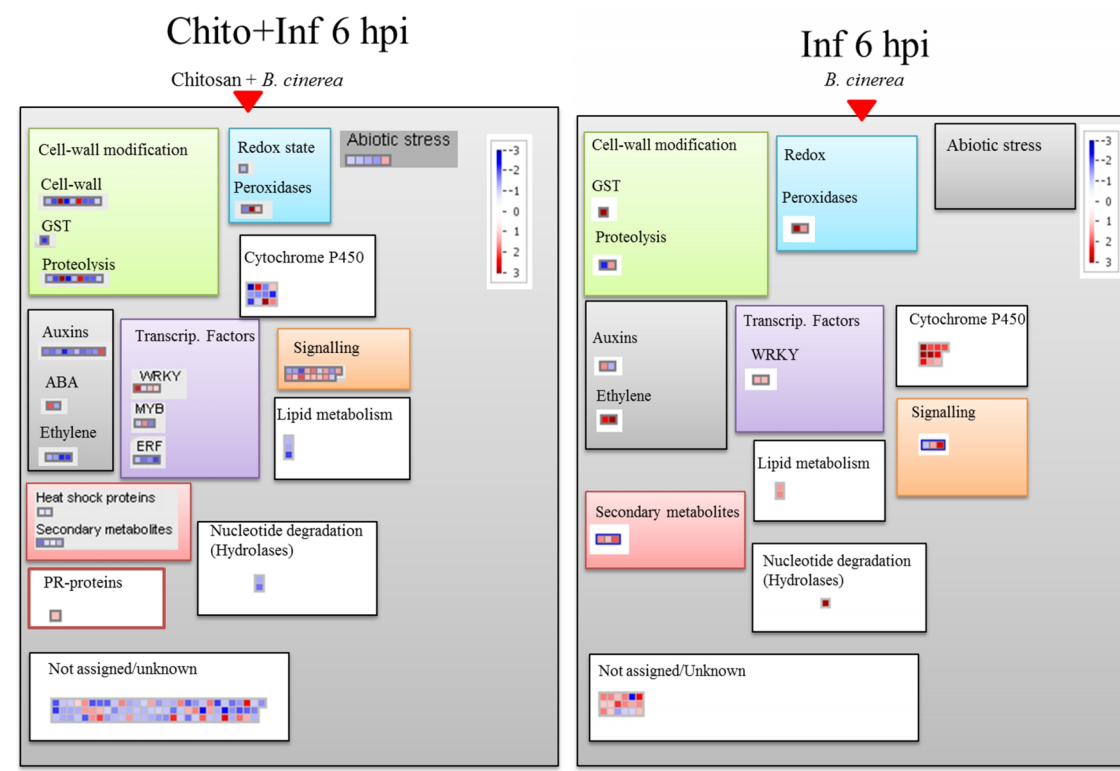 Chito+Inf 6 hpi
Chitosan + B. cinerea
Cell-wall modification
Cell-wall
GST
Proteolysis
Redox state
Peroxidases
Abiotic stress
--3
--2
--1
- 0
- 1
- 2
- 3
Cytochrome P450
Auxins
ABA
Ethylene
Transcrip. Factors
WRKY
MYB
ERF
Signalling
Lipid metabolism
Heat shock proteins
Secondary metabolites
Nucleotide degradation
(Hydrolases)
PR-proteins
Not assigned/unknown
Inf 6 hpi
B. cinerea
Cell-wall modification
GST
Proteolysis
Redox
Peroxidases
Abiotic stress
--3
--2
--1
- 0
- 1
- 2
- 3
Auxins
Ethylene
Transcrip. Factors
WRKY
Cytochrome P450
Signalling
Lipid metabolism
Secondary metabolites
Nucleotide degradation
(Hydrolases)
Not assigned/Unknown